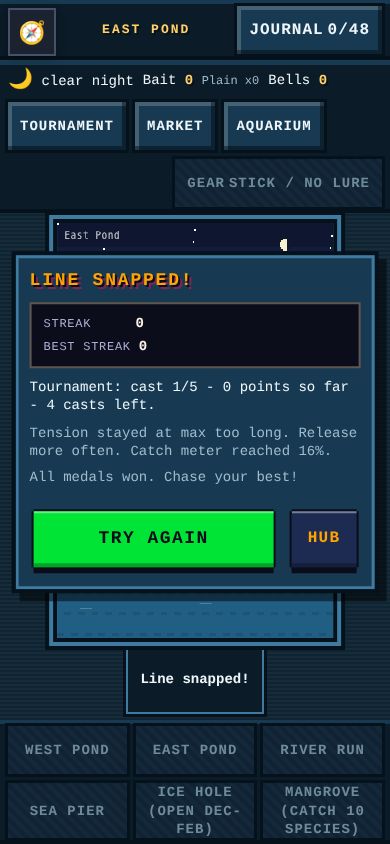 EAST POND
JOURNAL 0/48
clear night Bait 0 Plain x0 Bells 0
TOURNAMENT
MARKET
AQUARIUM
GEAR STICK / NO LURE
East Pond
LINE SNAPPED!
STREAK 0
BEST STREAK 0
Tournament: cast 1/5 - 0 points so far
- 4 casts left.
Tension stayed at max too long. Release
more often. Catch meter reached 16%.
All medals won. Chase your best!
TRY AGAIN
HUB
Line snapped!
WEST POND
EAST POND
RIVER RUN
SEA PIER
ICE HOLE
(OPEN DEC-
FEB)
MANGROVE
(CATCH 10
SPECIES)